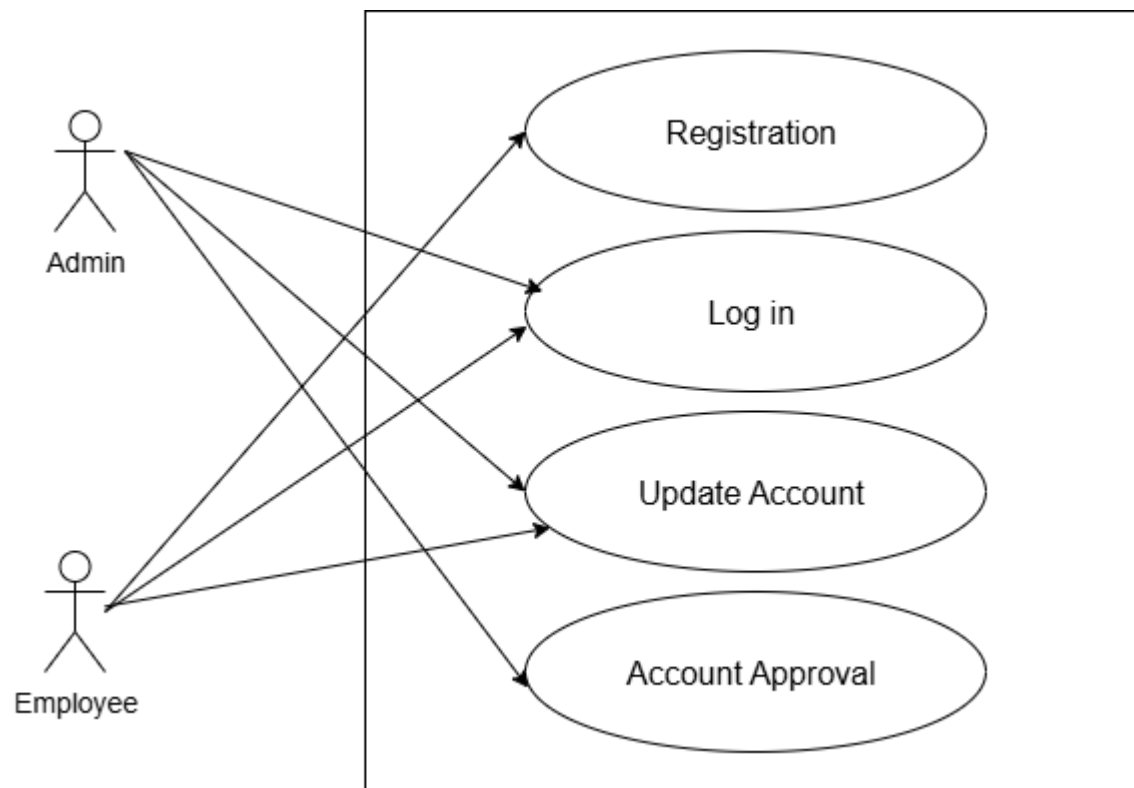 Registration
Admin
Log in
Update Account
Account Approval
Employee